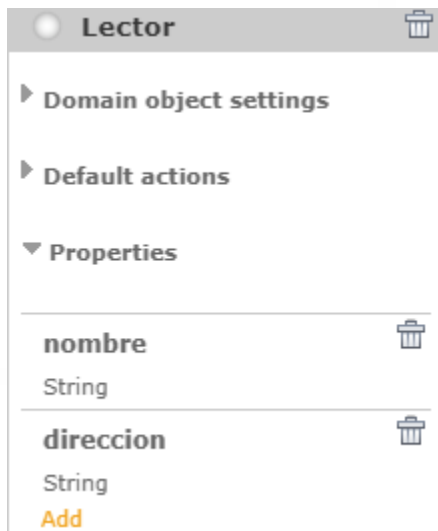 Lector
Domain object settings
Default actions
Properties
nombre
String
direccion
String
Add